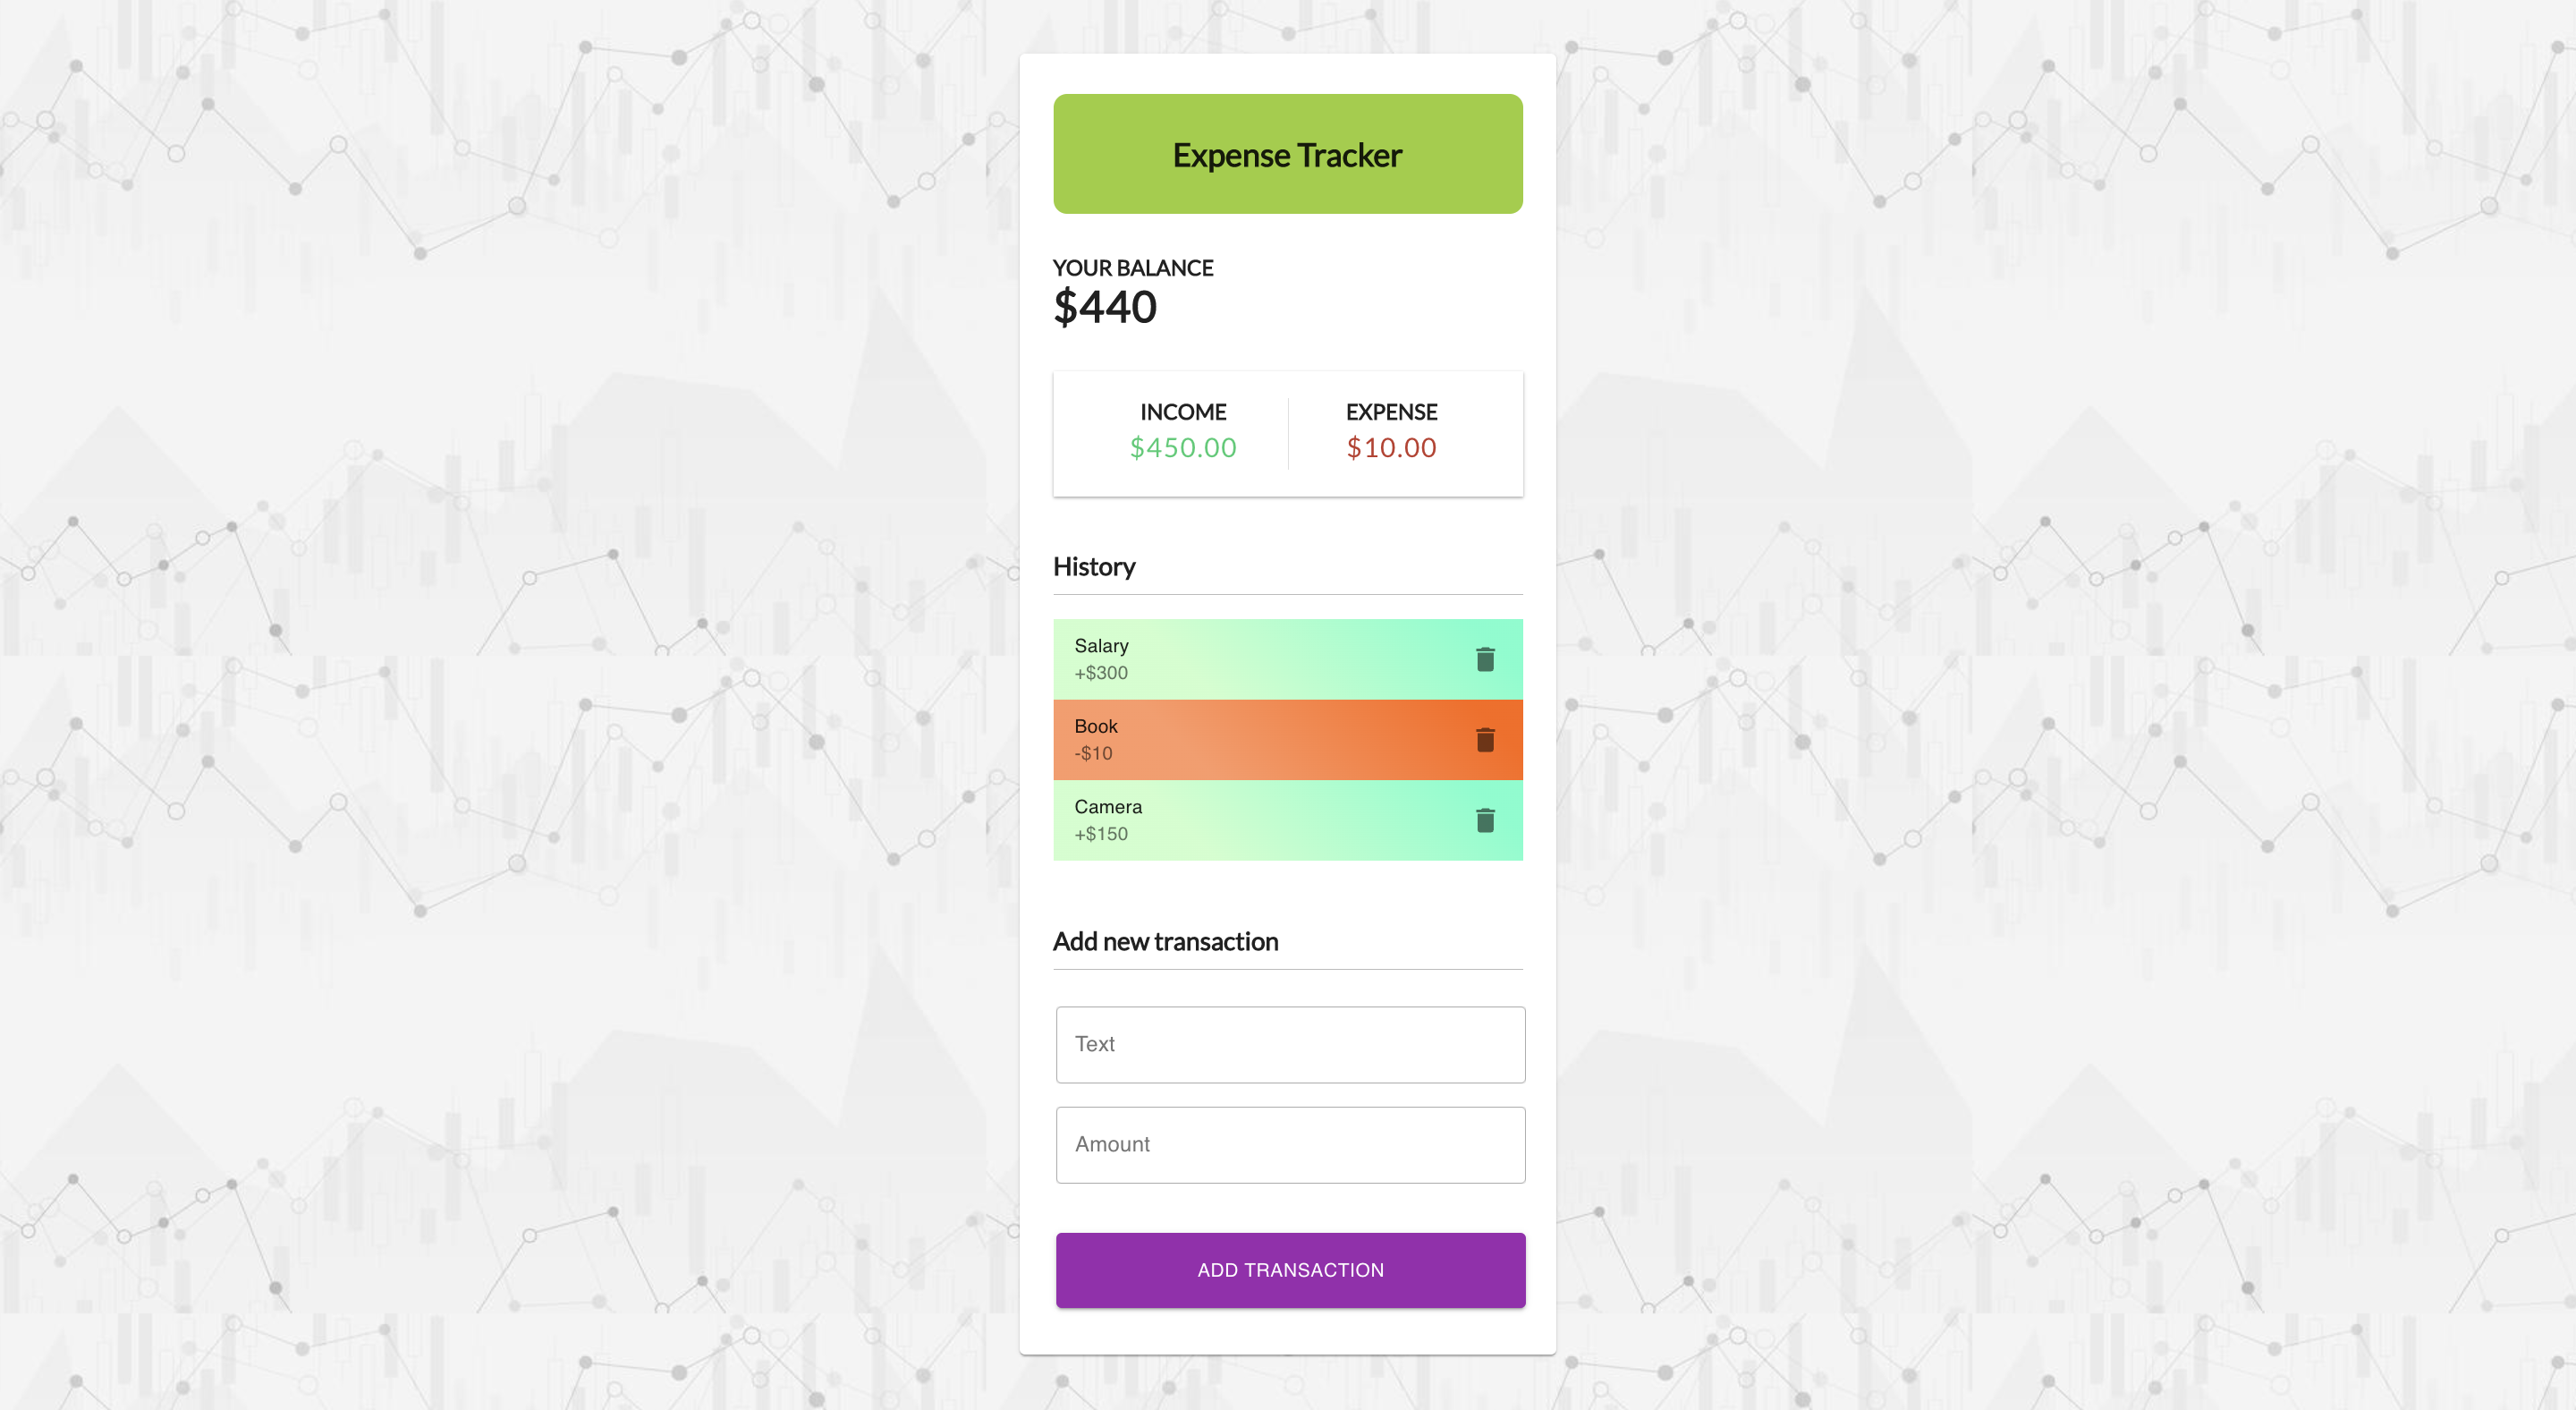 Expense Tracker
YOUR BALANCE
$440
INCOME
$450.00
EXPENSE
$10.00
History
Salary
+$300
Book
-$10
Camera
+$150
Add new transaction
Text
Amount
ADD TRANSACTION